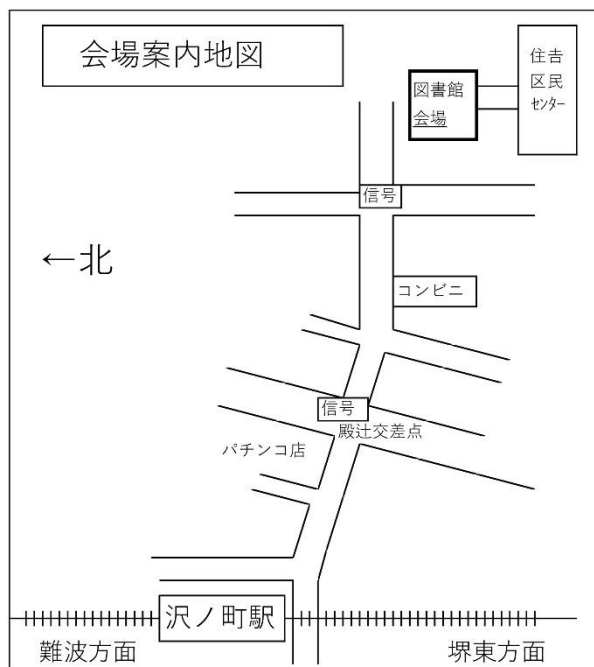 会場案内地図
住吉
区民
センター
図書館
会場
信号
←北
コンビニ
信号
殿辻交差点
パチンコ店
沢ノ町駅
難波方面
堺東方面